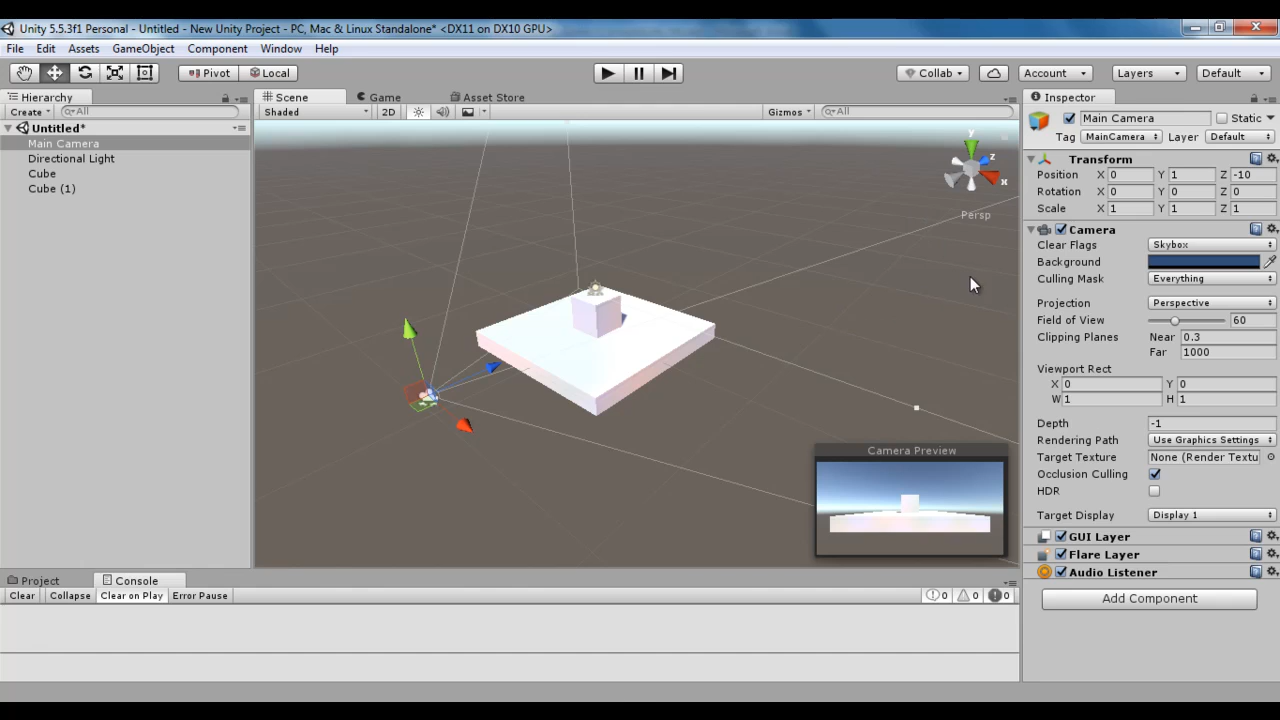 Unity 5.5.3f1 Personal - Untitled - New Unity Project - PC, Mac & Linux Standalone* <DX11 on DX10 GPU>
File Edit Assets GameObject Component Window Help
Pivot Local Collab Account Layers Default
Hierarchy Scene Game Asset Store Inspector
Create All Shaded 2D Gizmos All
Main Camera Static
Untitled*
Tag MainCamera Layer Default
Main Camera
Directional Light
Cube
Cube (1)
y
z
x
Persp
Transform
Position X 0 Y 1 Z -10
Rotation X 0 Y 0 Z 0
Scale X 1 Y 1 Z 1
Camera
Clear Flags Skybox
Background
Culling Mask Everything
Projection Perspective
Field of View 60
Clipping Planes Near 0.3
Far 1000
Viewport Rect
X 0 Y 0
W 1 H 1
Depth -1
Rendering Path Use Graphics Settings
Target Texture None (Render Textu
Occlusion Culling
HDR
Target Display Display 1
GUI Layer
Flare Layer
Audio Listener
Add Component
Camera Preview
Project Console
Clear Collapse Clear on Play Error Pause 0 0 0